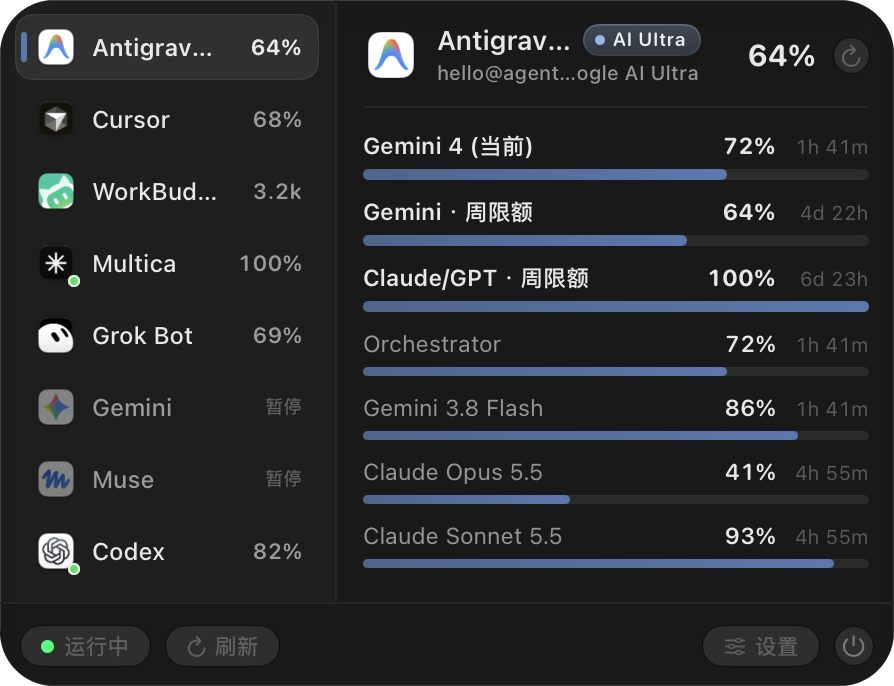 Antigrav... 64%
Cursor 68%
WorkBud... 3.2k
Multica 100%
Grok Bot 69%
Gemini 暂停
Muse 暂停
Codex 82%
Antigrav... AI Ultra 64%
hello@agent...ogle AI Ultra
Gemini 4 (当前) 72% 1h 41m
Gemini · 周限额 64% 4d 22h
Claude/GPT · 周限额 100% 6d 23h
Orchestrator 72% 1h 41m
Gemini 3.8 Flash 86% 1h 41m
Claude Opus 5.5 41% 4h 55m
Claude Sonnet 5.5 93% 4h 55m
运行中 刷新 设置